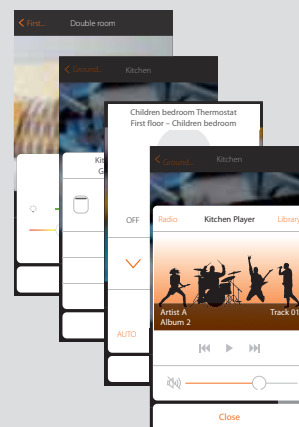 First... Double room
Ground... Kitchen
Children bedroom Thermostat
First floor – Children bedroom
Ground... Kitchen
Kit
G
OFF
Radio Kitchen Player Library
Artist A
Album 2
Track 01
AUTO
Close